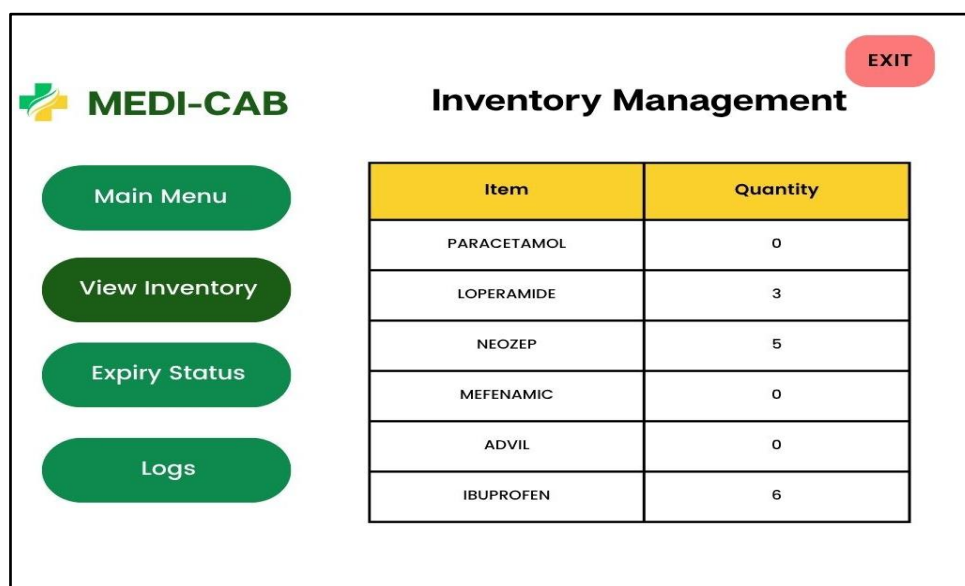 EXIT
MEDI-CAB
Inventory Management
Main Menu
View Inventory
Expiry Status
Logs
Item Quantity
PARACETAMOL 0
LOPERAMIDE 3
NEOZEP 5
MEFENAMIC 0
ADVIL 0
IBUPROFEN 6